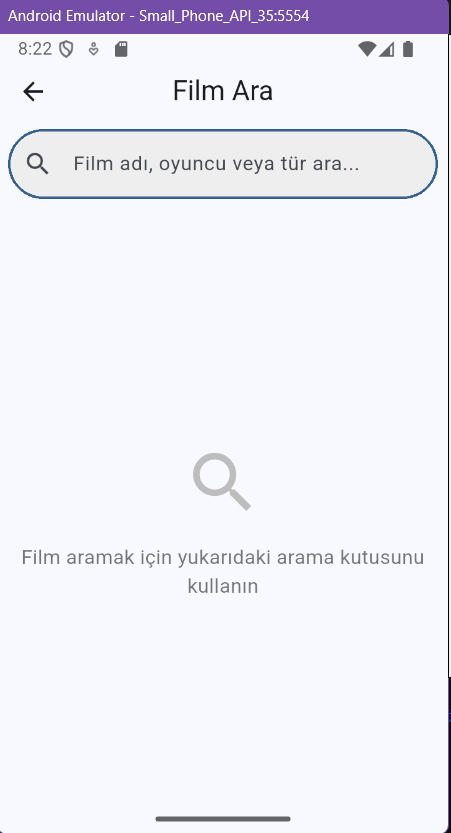 Android Emulator - Small_Phone_API_35:5554
8:22
Film Ara
Film adı, oyuncu veya tür ara...
Film aramak için yukarıdaki arama kutusunu
kullanın